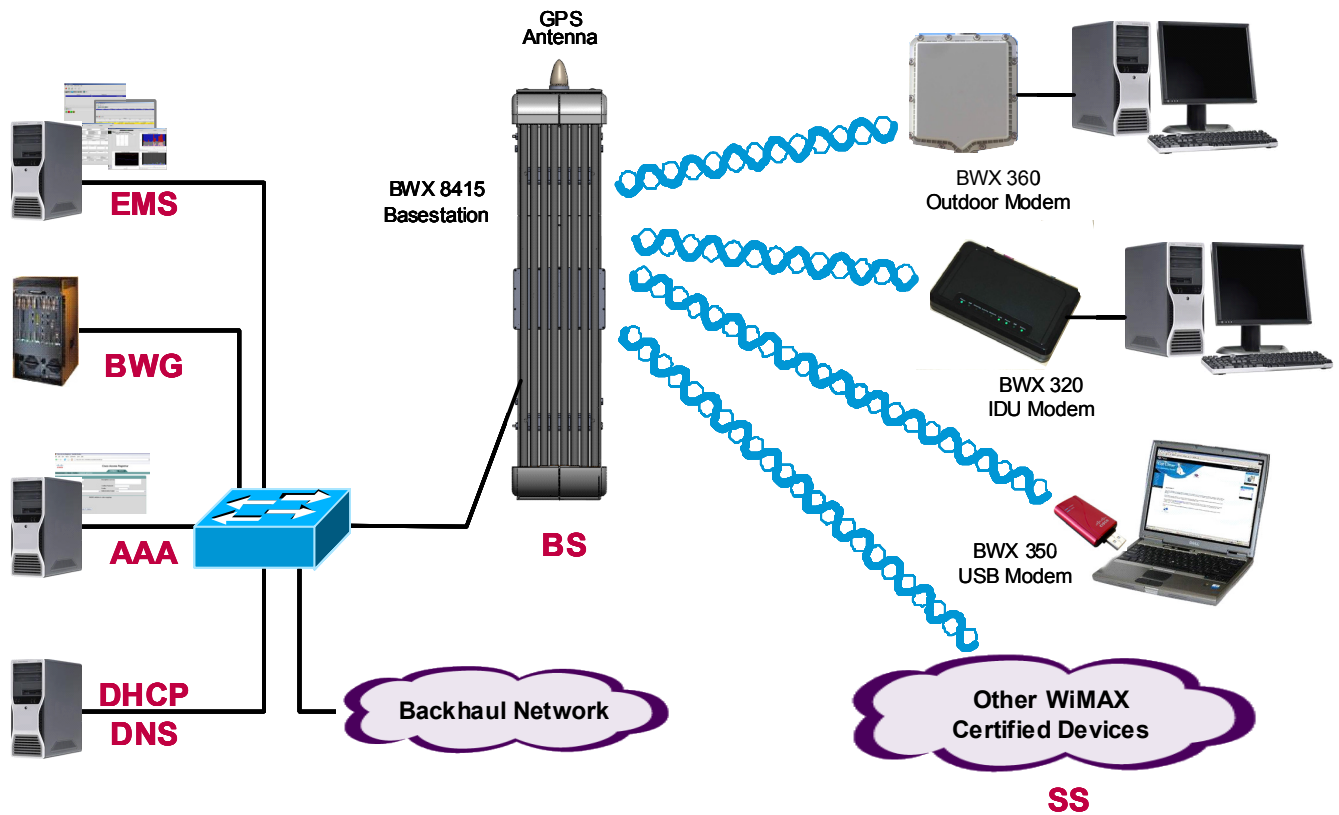 GPS
Antenna
EMS
BWX 8415
Basestation
BWX 360
Outdoor Modem
BWG
BWX 320
IDU Modem
AAA
BS
BWX 350
USB Modem
DHCP
DNS
Backhaul Network
Other WiMAX
Certified Devices
SS